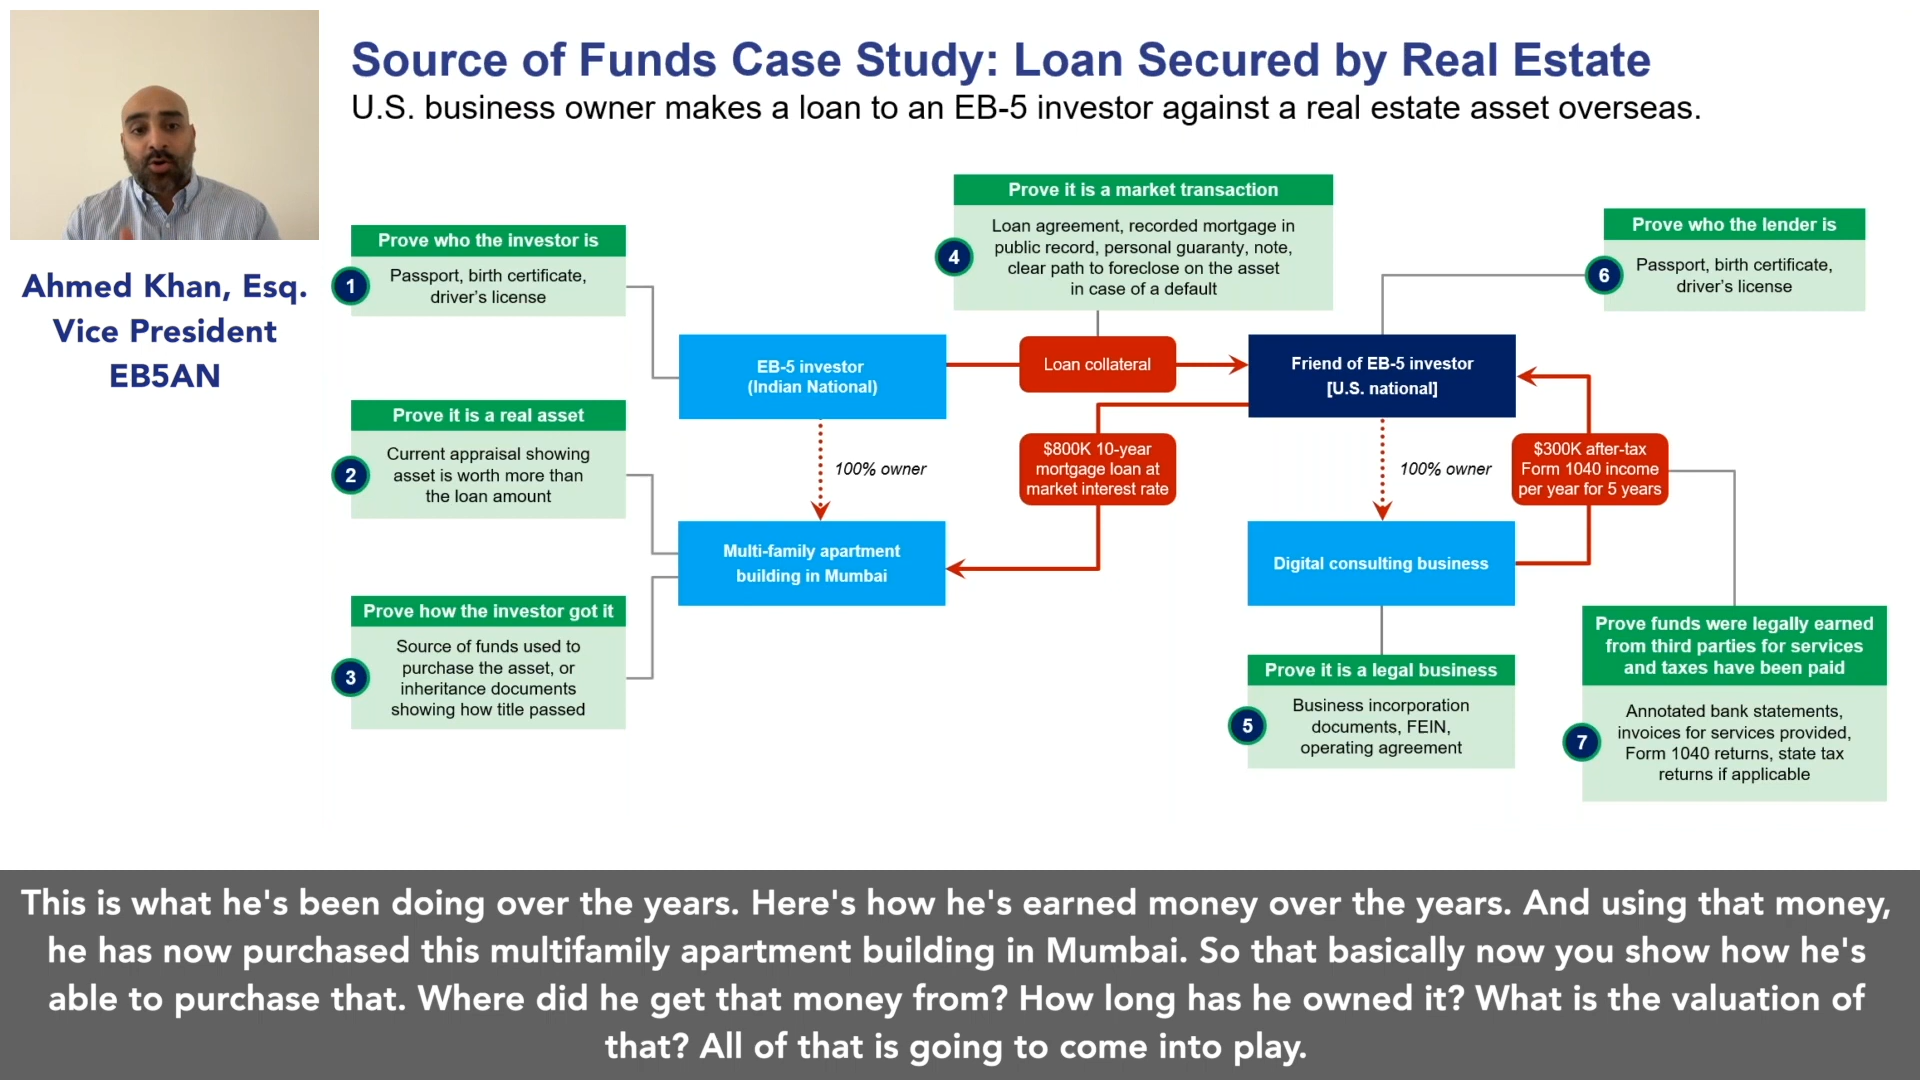 Source of Funds Case Study: Loan Secured by Real Estate
U.S. business owner makes a loan to an EB-5 investor against a real estate asset overseas.
Ahmed Khan, Esq.
Vice President
EB5AN
Prove who the investor is
1
Passport, birth certificate,
driver's license
Prove it is a real asset
2
Current appraisal showing
asset is worth more than
the loan amount
Prove how the investor got it
3
Source of funds used to
purchase the asset, or
inheritance documents
showing how title passed
EB-5 investor
(Indian National)
100% owner
Multi-family apartment
building in Mumbai
Prove it is a market transaction
4
Loan agreement, recorded mortgage in
public record, personal guaranty, note,
clear path to foreclose on the asset
in case of a default
Loan collateral
$800K 10-year
mortgage loan at
market interest rate
Friend of EB-5 investor
[U.S. national]
100% owner
Digital consulting business
Prove it is a legal business
5
Business incorporation
documents, FEIN,
operating agreement
Prove who the lender is
6
Passport, birth certificate,
driver's license
$300K after-tax
Form 1040 income
per year for 5 years
Prove funds were legally earned
from third parties for services
and taxes have been paid
7
Annotated bank statements,
invoices for services provided,
Form 1040 returns, state tax
returns if applicable
This is what he's been doing over the years. Here's how he's earned money over the years. And using that money,
he has now purchased this multifamily apartment building in Mumbai. So that basically now you show how he's
able to purchase that. Where did he get that money from? How long has he owned it? What is the valuation of
that? All of that is going to come into play.